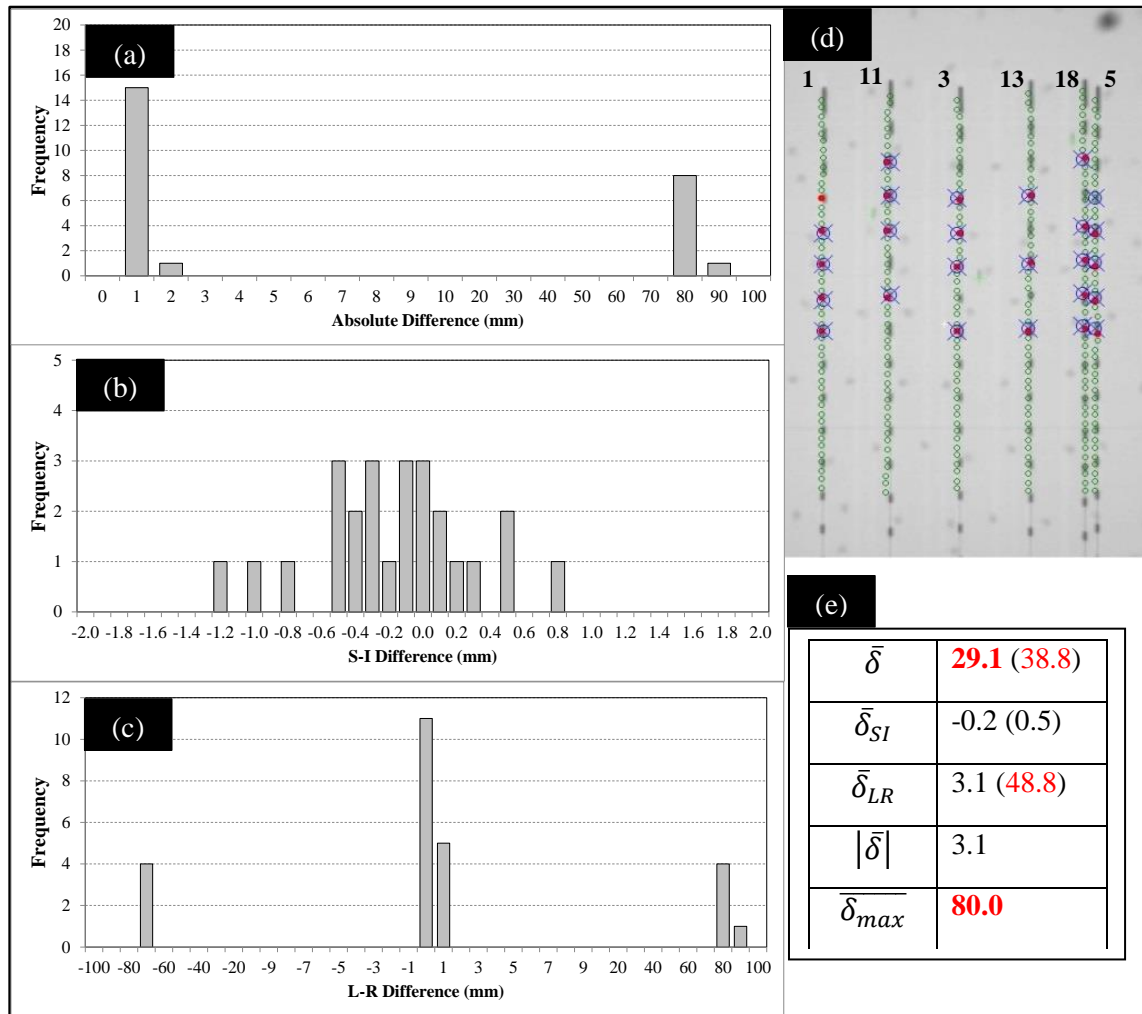 (a)
20
18
16
14
12
10
8
6
4
2
0
Frequency
0 1 2 3 4 5 6 7 8 9 10 20 30 40 50 60 70 80 90 100
Absolute Difference (mm)
(b)
5
4
3
2
1
0
Frequency
-2.0 -1.8 -1.6 -1.4 -1.2 -1.0 -0.8 -0.6 -0.4 -0.2 0.0 0.2 0.4 0.6 0.8 1.0 1.2 1.4 1.6 1.8 2.0
S-I Difference (mm)
(c)
12
10
8
6
4
2
0
Frequency
-100 -80 -60 -40 -20 -9 -7 -5 -3 -1 1 3 5 7 9 20 40 60 80 100
L-R Difference (mm)
(d)
1 11 3 13 18 5
(e)
δ̄ 29.1 (38.8)
δ̄_SI -0.2 (0.5)
δ̄_LR 3.1 (48.8)
|δ̄| 3.1
δ_max‾ 80.0